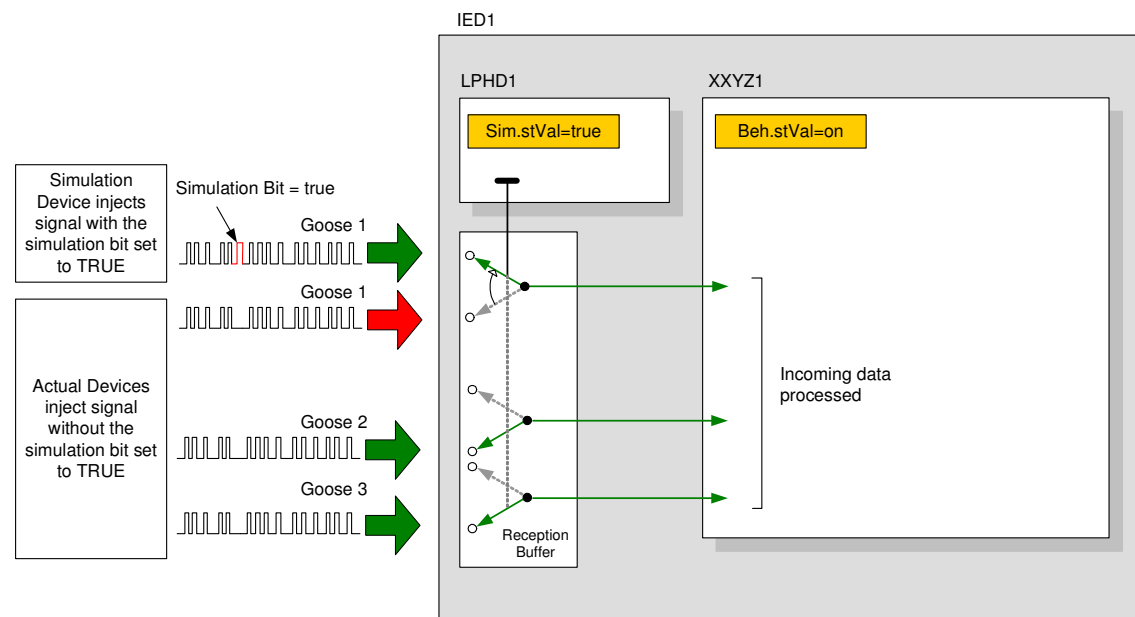 IED1
LPHD1
XXYZ1
Sim.stVal=true
Beh.stVal=on
Simulation
Device injects
signal with the
simulation bit set
to TRUE
Simulation Bit = true
Goose 1
Goose 1
Actual Devices
inject signal
without the
simulation bit set
to TRUE
Goose 2
Goose 3
Incoming data
processed
Reception
Buffer